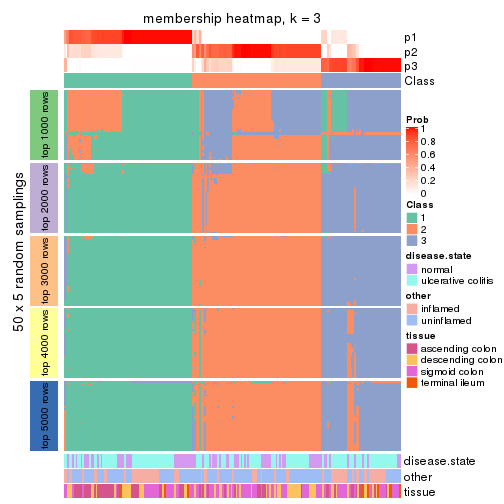 membership heatmap, k = 3
p1
p2
p3
Class
50 x 5 random samplings
top 1000 rows
top 2000 rows
top 3000 rows
top 4000 rows
top 5000 rows
disease.state
other
tissue
Prob
1
0.8
0.6
0.4
0.2
0
Class
1
2
3
disease.state
normal
ulcerative colitis
other
inflamed
uninflamed
tissue
ascending colon
descending colon
sigmoid colon
terminal ileum